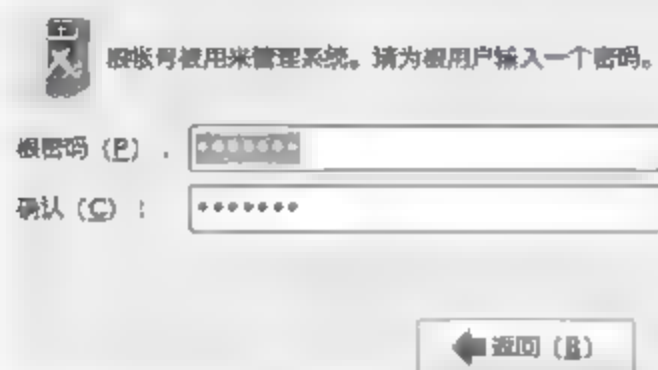 根帐号被用来管理系统。请为根用户输入一个密码。
根密码（P）： •••••••
确认（C）： •••••••
返回（B）